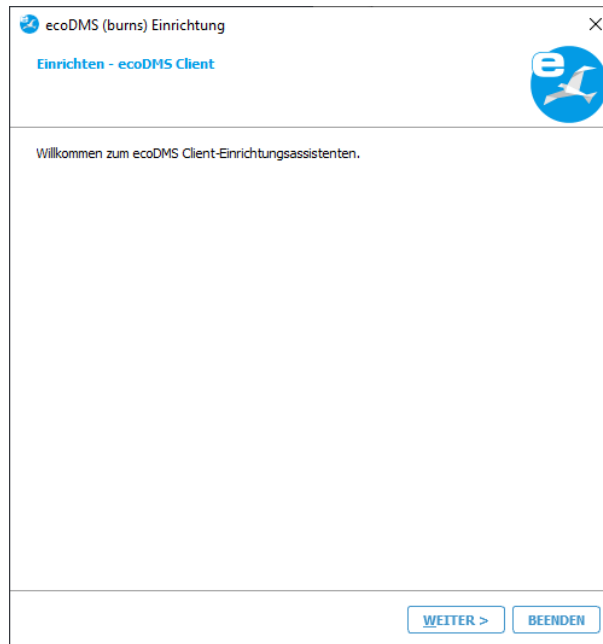 ecoDMS (burns) Einrichtung
Einrichten - ecoDMS Client
e
Willkommen zum ecoDMS Client-Einrichtungsassistenten.
WEITER >
BEENDEN